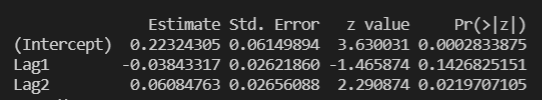 Estimate Std. Error z value Pr(>|z|)
(Intercept) 0.22324305 0.06149894 3.630031 0.0002833875
Lag1 -0.03843317 0.02621860 -1.465874 0.1426825151
Lag2 0.06084763 0.02656088 2.290874 0.0219707105